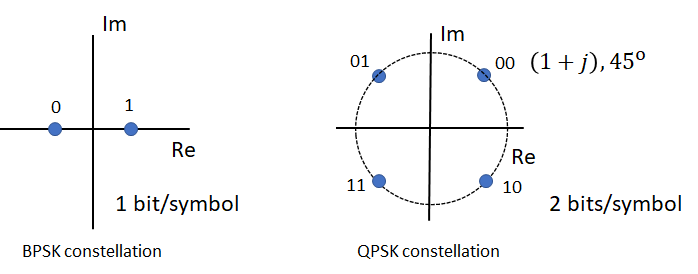 Im
0
1
Re
1 bit/symbol
BPSK constellation
Im
01
00 (1 + j), 45º
Re
11
10
2 bits/symbol
QPSK constellation